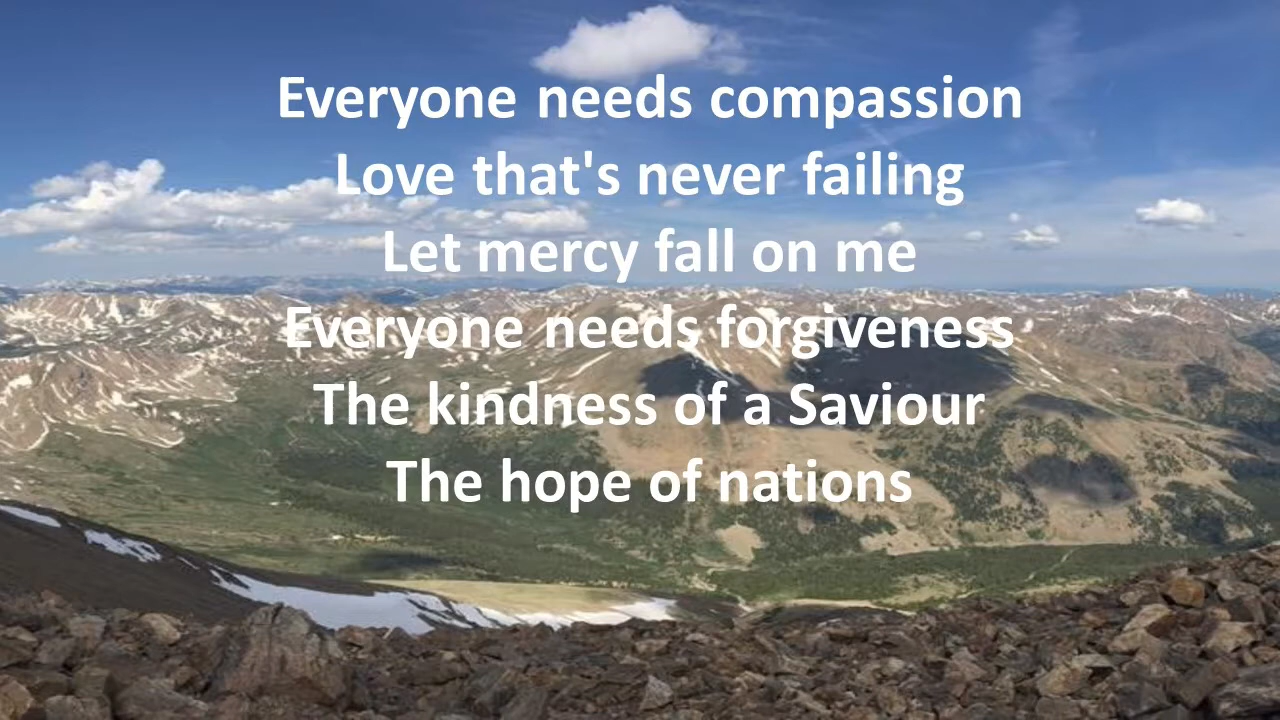 Everyone needs compassion
Love that's never failing
Let mercy fall on me
Everyone needs forgiveness
The kindness of a Saviour
The hope of nations